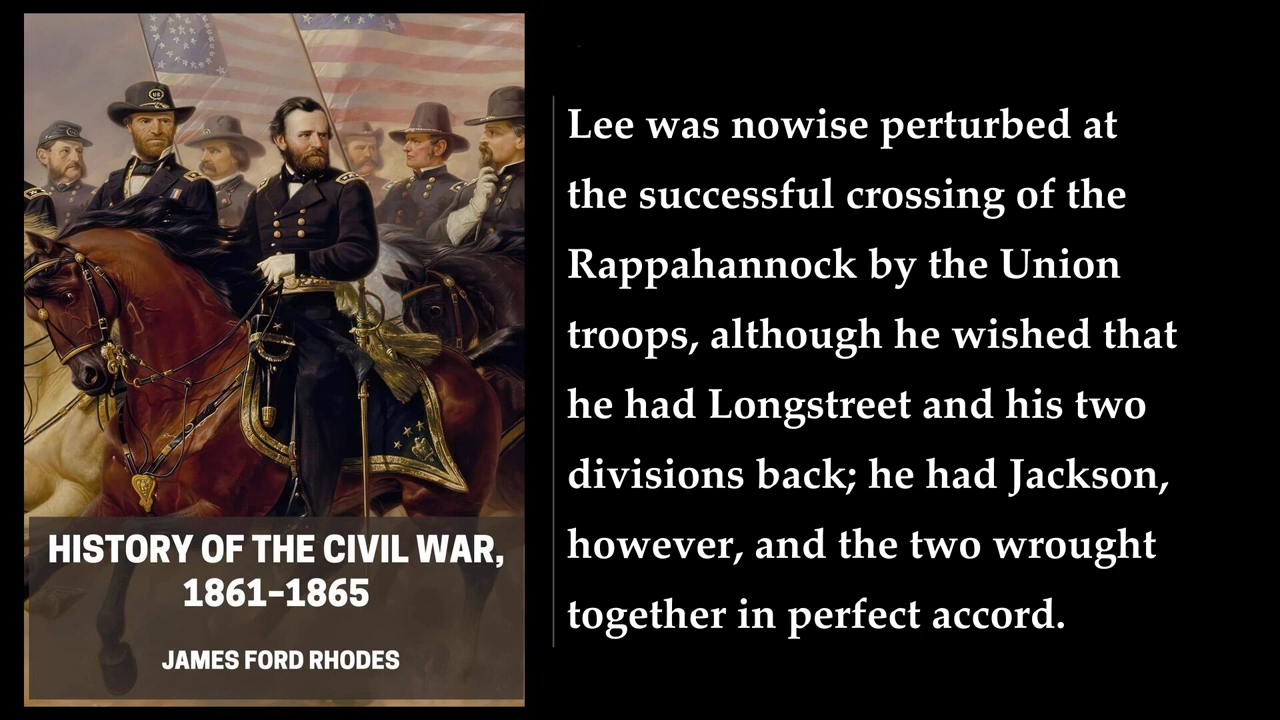 HISTORY OF THE CIVIL WAR,
1861–1865
JAMES FORD RHODES
Lee was nowise perturbed at
the successful crossing of the
Rappahannock by the Union
troops, although he wished that
he had Longstreet and his two
divisions back; he had Jackson,
however, and the two wrought
together in perfect accord.